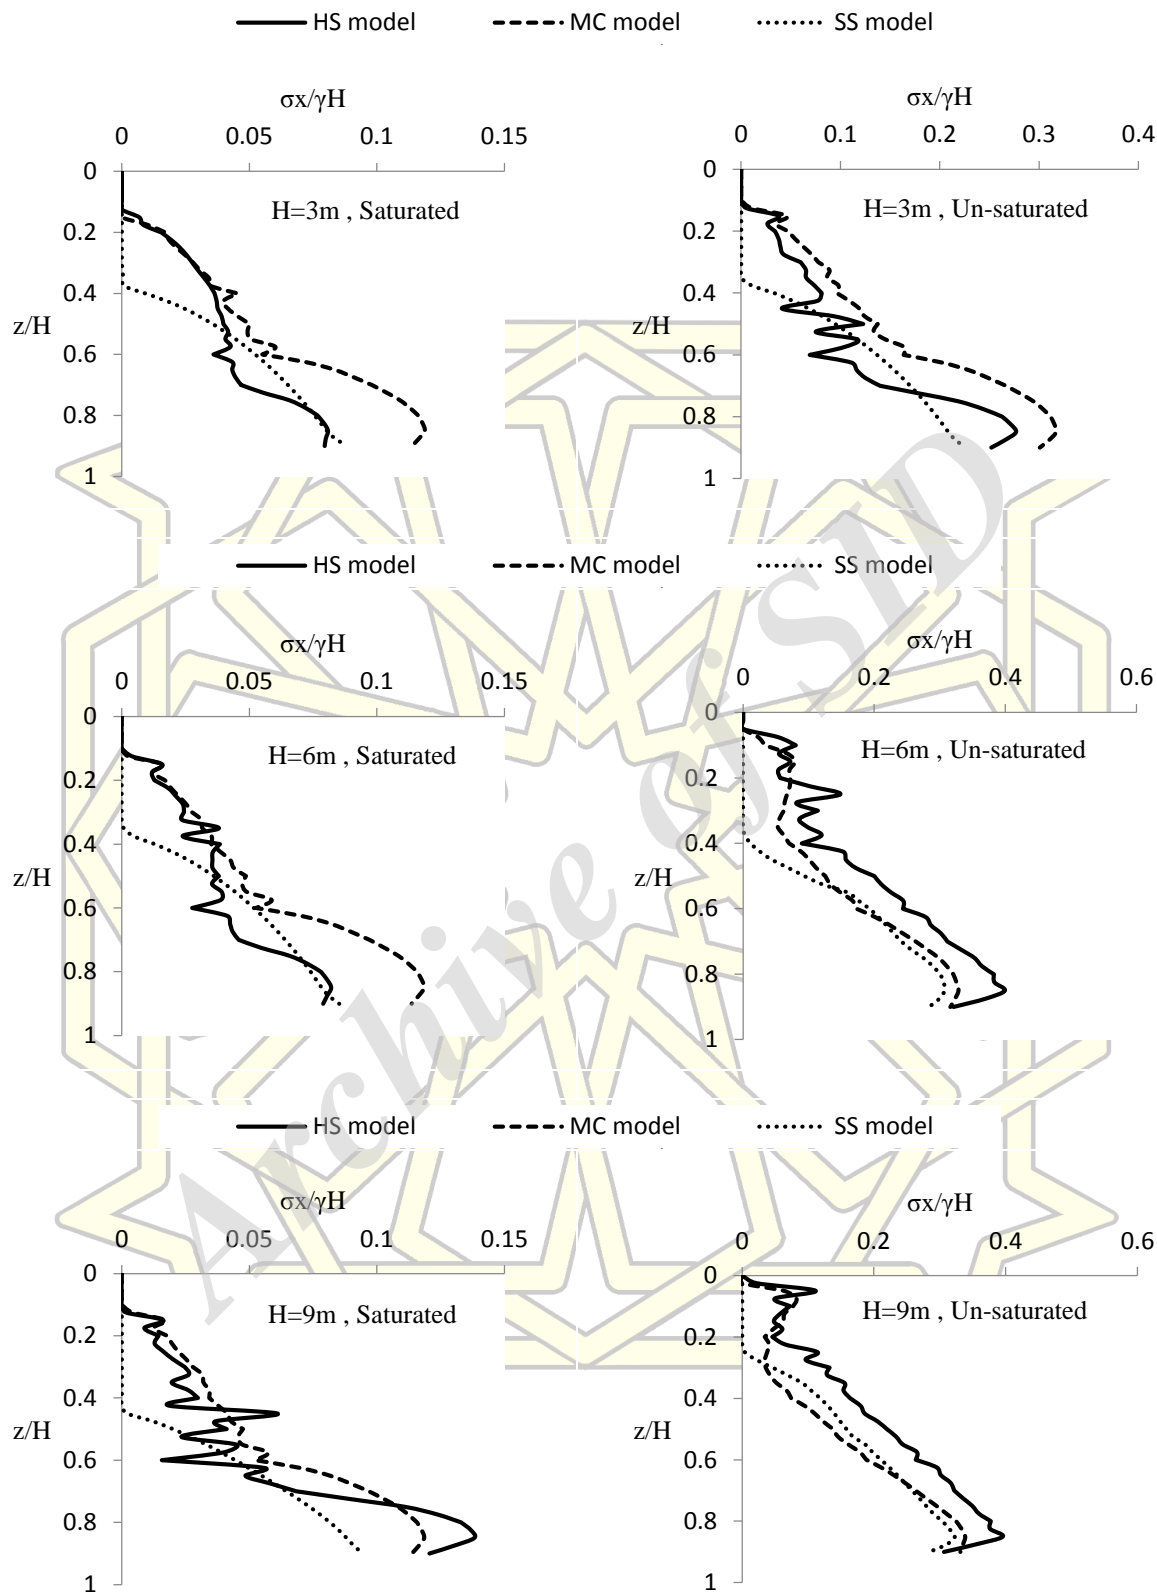 HS model MC model SS model
σx/γH σx/γH
0 0.05 0.1 0.15 0 0.1 0.2 0.3 0.4
0 0
H=3m , Saturated H=3m , Un-saturated
0.2 0.2
0.4 0.4
z/H z/H
0.6 0.6
0.8 0.8
1 1
HS model MC model SS model
σx/γH σx/γH
0 0.05 0.1 0.15 0 0.2 0.4 0.6
0 0
H=6m , Saturated H=6m , Un-saturated
0.2 0.2
0.4 0.4
z/H z/H
0.6 0.6
0.8 0.8
1 1
HS model MC model SS model
σx/γH σx/γH
0 0.05 0.1 0.15 0 0.2 0.4 0.6
0 0
H=9m , Saturated H=9m , Un-saturated
0.2 0.2
0.4 0.4
z/H z/H
0.6 0.6
0.8 0.8
1 1
Archive of SID